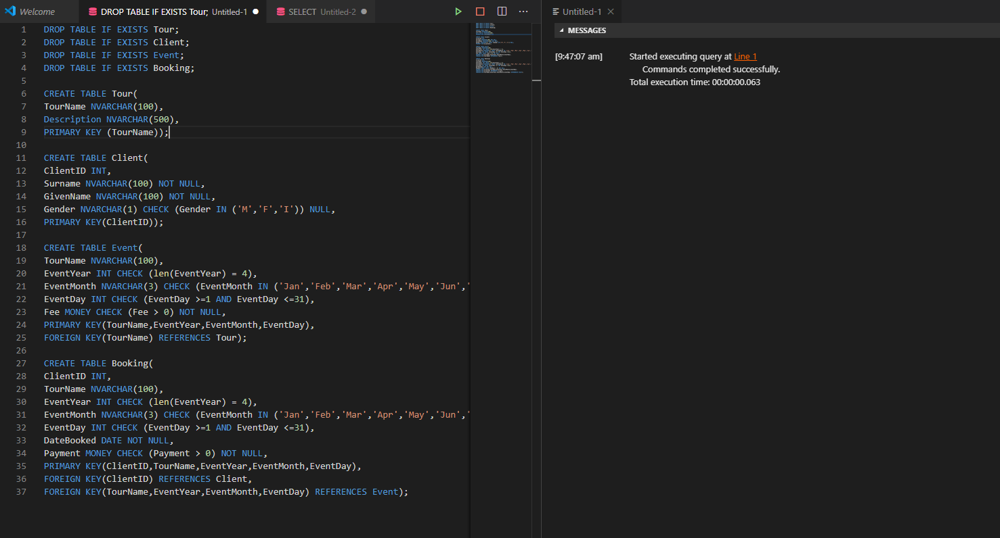 Welcome
DROP TABLE IF EXISTS Tour; Untitled-1
SELECT Untitled-2
1 DROP TABLE IF EXISTS Tour;
2 DROP TABLE IF EXISTS Client;
3 DROP TABLE IF EXISTS Event;
4 DROP TABLE IF EXISTS Booking;
5
6 CREATE TABLE Tour(
7 TourName NVARCHAR(100),
8 Description NVARCHAR(500),
9 PRIMARY KEY (TourName));
10
11 CREATE TABLE Client(
12 ClientID INT,
13 Surname NVARCHAR(100) NOT NULL,
14 GivenName NVARCHAR(100) NOT NULL,
15 Gender NVARCHAR(1) CHECK (Gender IN ('M','F','I')) NULL,
16 PRIMARY KEY(ClientID));
17
18 CREATE TABLE Event(
19 TourName NVARCHAR(100),
20 EventYear INT CHECK (len(EventYear) = 4),
21 EventMonth NVARCHAR(3) CHECK (EventMonth IN ('Jan','Feb','Mar','Apr','May','Jun','
22 EventDay INT CHECK (EventDay >=1 AND EventDay <=31),
23 Fee MONEY CHECK (Fee > 0) NOT NULL,
24 PRIMARY KEY(TourName,EventYear,EventMonth,EventDay),
25 FOREIGN KEY(TourName) REFERENCES Tour);
26
27 CREATE TABLE Booking(
28 ClientID INT,
29 TourName NVARCHAR(100),
30 EventYear INT CHECK (len(EventYear) = 4),
31 EventMonth NVARCHAR(3) CHECK (EventMonth IN ('Jan','Feb','Mar','Apr','May','Jun','
32 EventDay INT CHECK (EventDay >=1 AND EventDay <=31),
33 DateBooked DATE NOT NULL,
34 Payment MONEY CHECK (Payment > 0) NOT NULL,
35 PRIMARY KEY(ClientID,TourName,EventYear,EventMonth,EventDay),
36 FOREIGN KEY(ClientID) REFERENCES Client,
37 FOREIGN KEY(TourName,EventYear,EventMonth,EventDay) REFERENCES Event);
Untitled-1
MESSAGES
[9:47:07 am] Started executing query at Line 1
Commands completed successfully.
Total execution time: 00:00:00.063